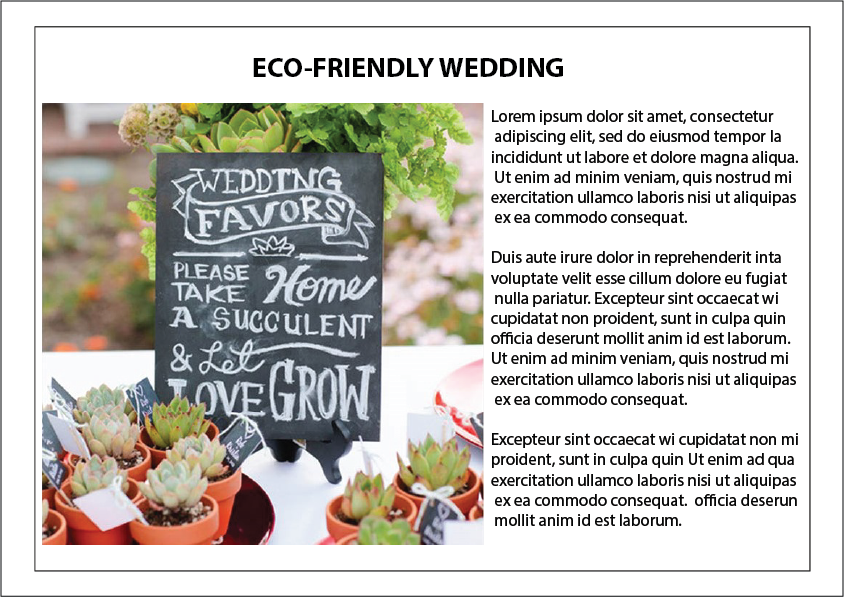 ECO-FRIENDLY WEDDING
WEDDING
FAVORS
PLEASE
TAKE Home
A SUCCULENT
& Let
LOVE GROW
Lorem ipsum dolor sit amet, consectetur
adipiscing elit, sed do eiusmod tempor la
incididunt ut labore et dolore magna aliqua.
Ut enim ad minim veniam, quis nostrud mi
exercitation ullamco laboris nisi ut aliquipas
ex ea commodo consequat.
Duis aute irure dolor in reprehenderit inta
voluptate velit esse cillum dolore eu fugiat
nulla pariatur. Excepteur sint occaecat wi
cupidatat non proident, sunt in culpa quin
officia deserunt mollit anim id est laborum.
Ut enim ad minim veniam, quis nostrud mi
exercitation ullamco laboris nisi ut aliquipas
ex ea commodo consequat.
Excepteur sint occaecat wi cupidatat non mi
proident, sunt in culpa quin Ut enim ad qua
exercitation ullamco laboris nisi ut aliquipas
ex ea commodo consequat.  officia deserun
mollit anim id est laborum.